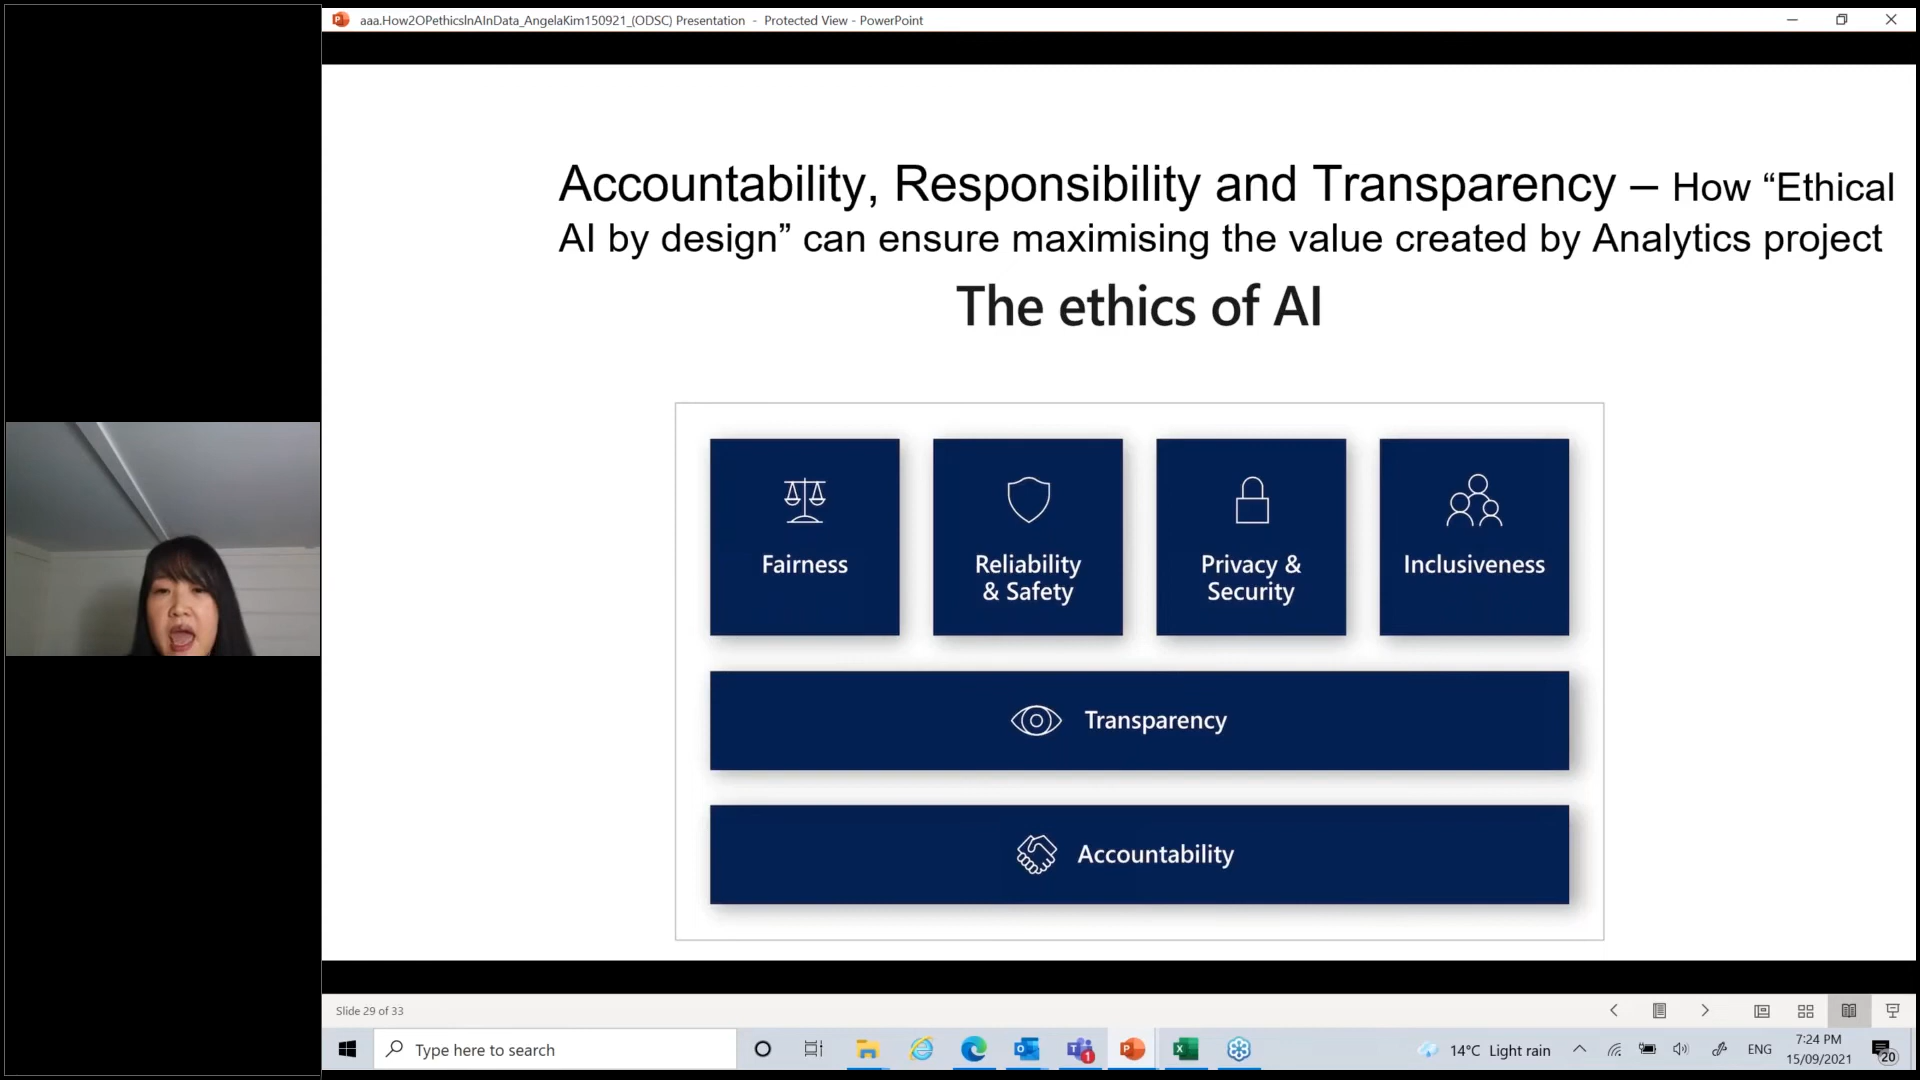 aaa.How2OPethicsInAInData_AngelaKim150921_(ODSC) Presentation - Protected View - PowerPoint
Accountability, Responsibility and Transparency – How “Ethical
AI by design” can ensure maximising the value created by Analytics project
The ethics of AI
Fairness
Reliability
& Safety
Privacy &
Security
Inclusiveness
Transparency
Accountability
Slide 29 of 33
Type here to search
1
14°C Light rain
ENG
7:24 PM
15/09/2021
20